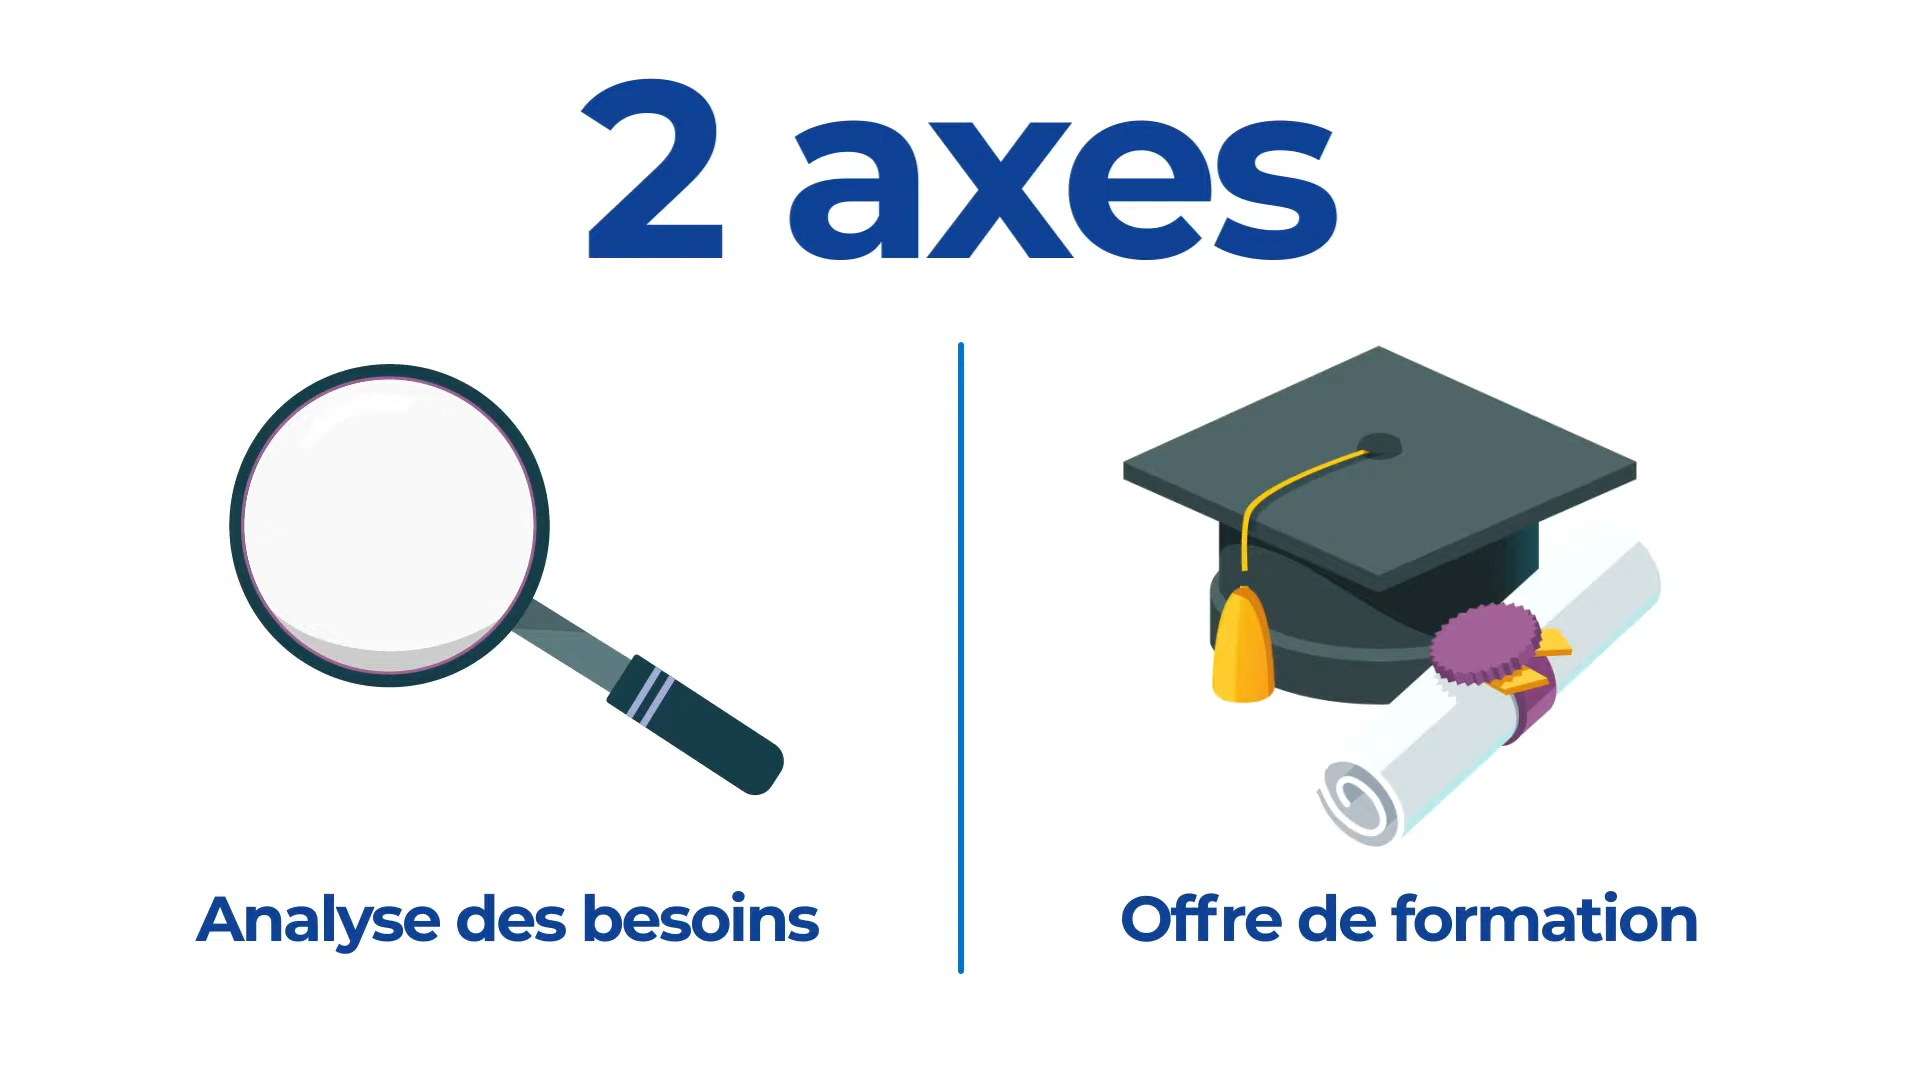 2 axes
Analyse des besoins
Offre de formation